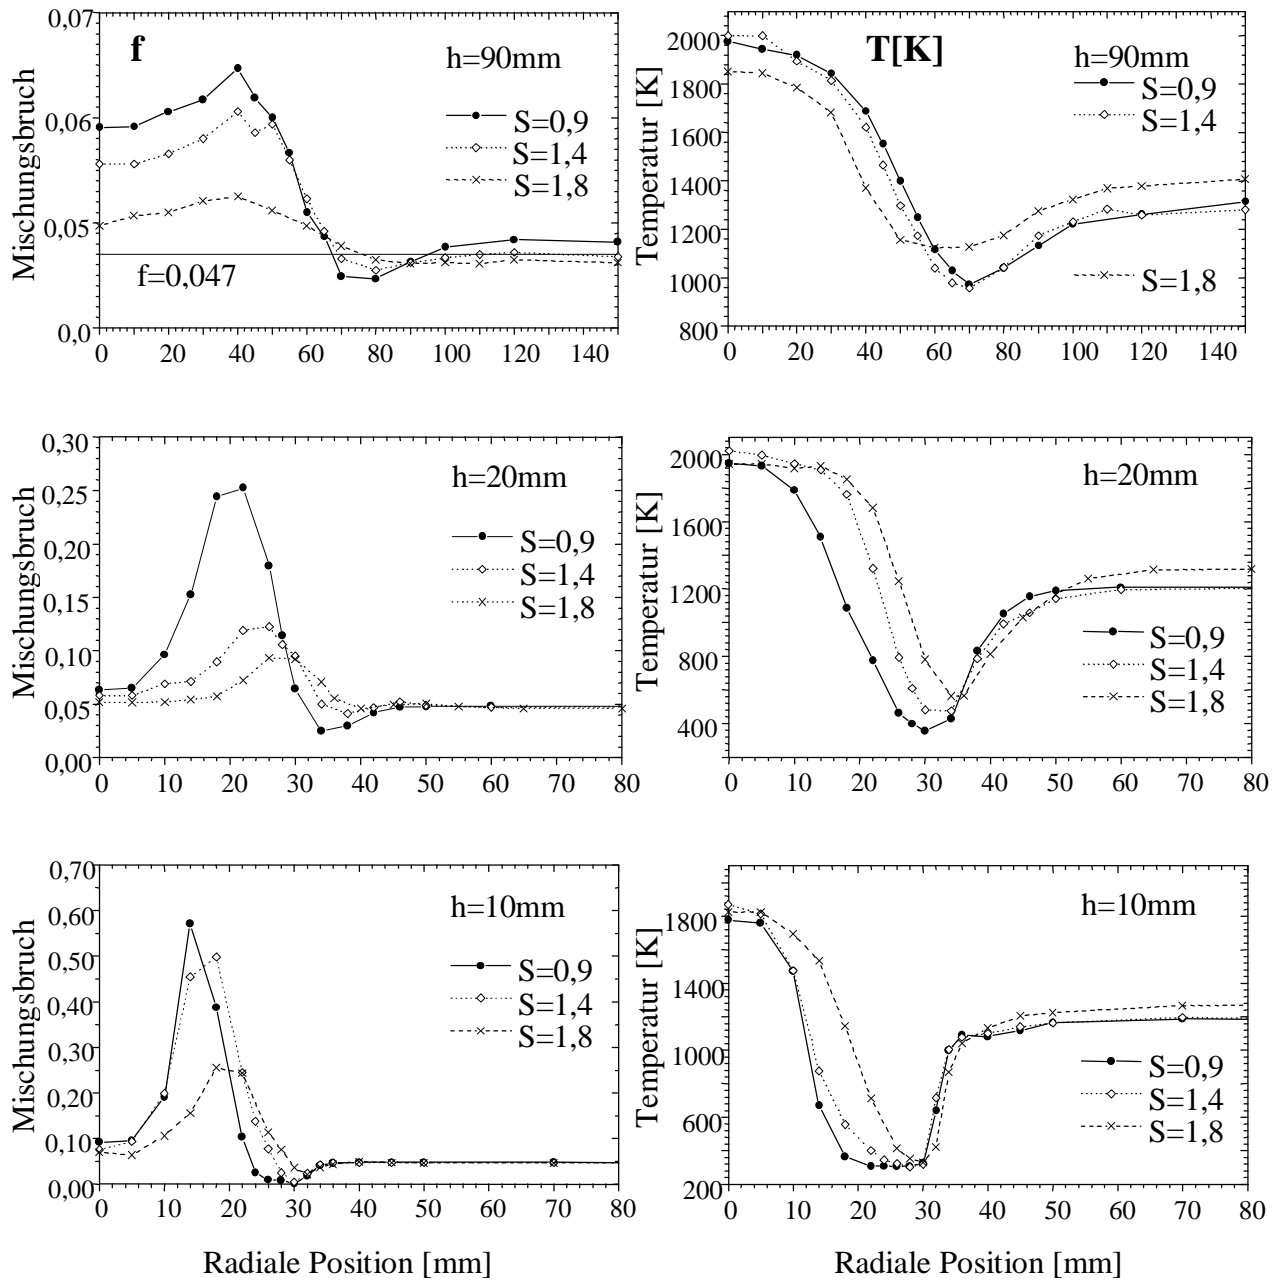 f
h=90mm
S=0,9
S=1,4
S=1,8
f=0,047
Mischungsbruch
0,07
0,06
0,05
0,0
0 20 40 60 80 100 120 140
T[K]
h=90mm
S=0,9
S=1,4
S=1,8
Temperatur [K]
2000
1800
1600
1400
1200
1000
800
0 20 40 60 80 100 120 140
h=20mm
S=0,9
S=1,4
S=1,8
Mischungsbruch
0,30
0,25
0,20
0,15
0,10
0,05
0,00
0 10 20 30 40 50 60 70 80
h=20mm
S=0,9
S=1,4
S=1,8
Temperatur [K]
2000
1600
1200
800
400
0 10 20 30 40 50 60 70 80
h=10mm
S=0,9
S=1,4
S=1,8
Mischungsbruch
0,70
0,60
0,50
0,40
0,30
0,20
0,10
0,00
0 10 20 30 40 50 60 70 80
Radiale Position [mm]
h=10mm
S=0,9
S=1,4
S=1,8
Temperatur [K]
1800
1400
1000
600
200
0 10 20 30 40 50 60 70 80
Radiale Position [mm]